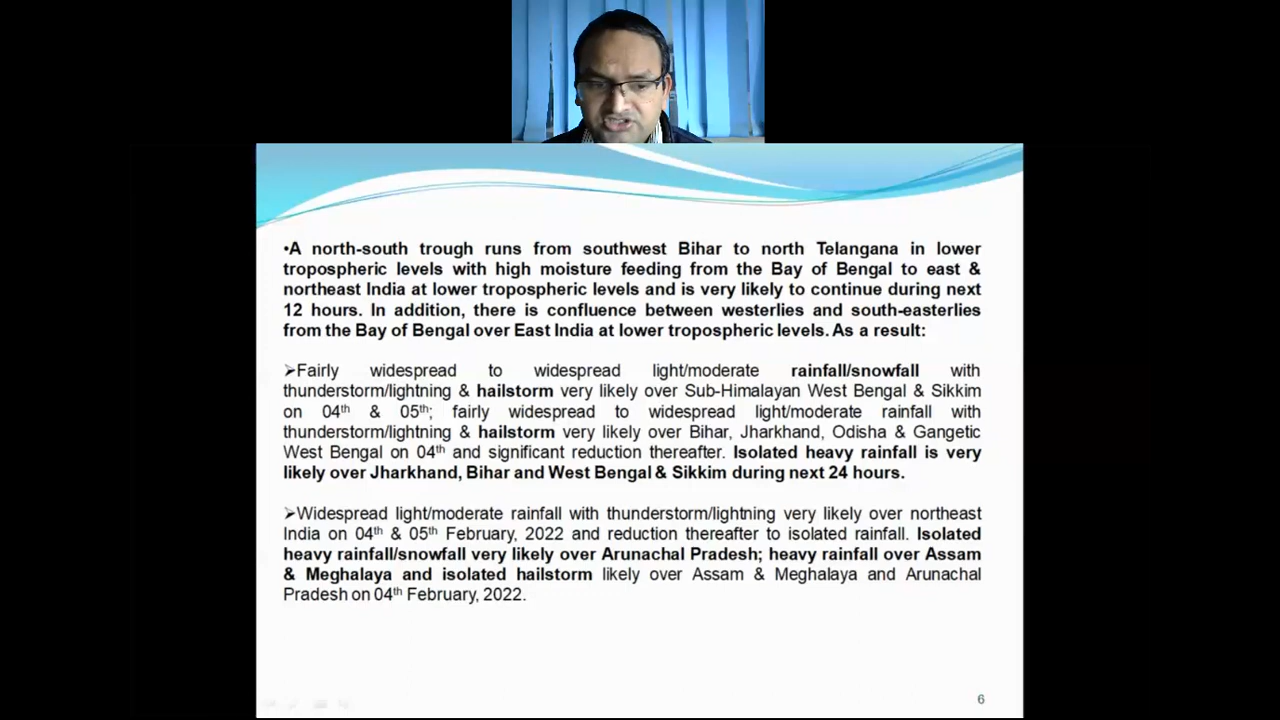 •A north-south trough runs from southwest Bihar to north Telangana in lower
tropospheric levels with high moisture feeding from the Bay of Bengal to east &
northeast India at lower tropospheric levels and is very likely to continue during next
12 hours. In addition, there is confluence between westerlies and south-easterlies
from the Bay of Bengal over East India at lower tropospheric levels. As a result:
➢Fairly widespread to widespread light/moderate rainfall/snowfall with
thunderstorm/lightning & hailstorm very likely over Sub-Himalayan West Bengal & Sikkim
on 04th & 05th; fairly widespread to widespread light/moderate rainfall with
thunderstorm/lightning & hailstorm very likely over Bihar, Jharkhand, Odisha & Gangetic
West Bengal on 04th and significant reduction thereafter. Isolated heavy rainfall is very
likely over Jharkhand, Bihar and West Bengal & Sikkim during next 24 hours.
➢Widespread light/moderate rainfall with thunderstorm/lightning very likely over northeast
India on 04th & 05th February, 2022 and reduction thereafter to isolated rainfall. Isolated
heavy rainfall/snowfall very likely over Arunachal Pradesh; heavy rainfall over Assam
& Meghalaya and isolated hailstorm likely over Assam & Meghalaya and Arunachal
Pradesh on 04th February, 2022.
6